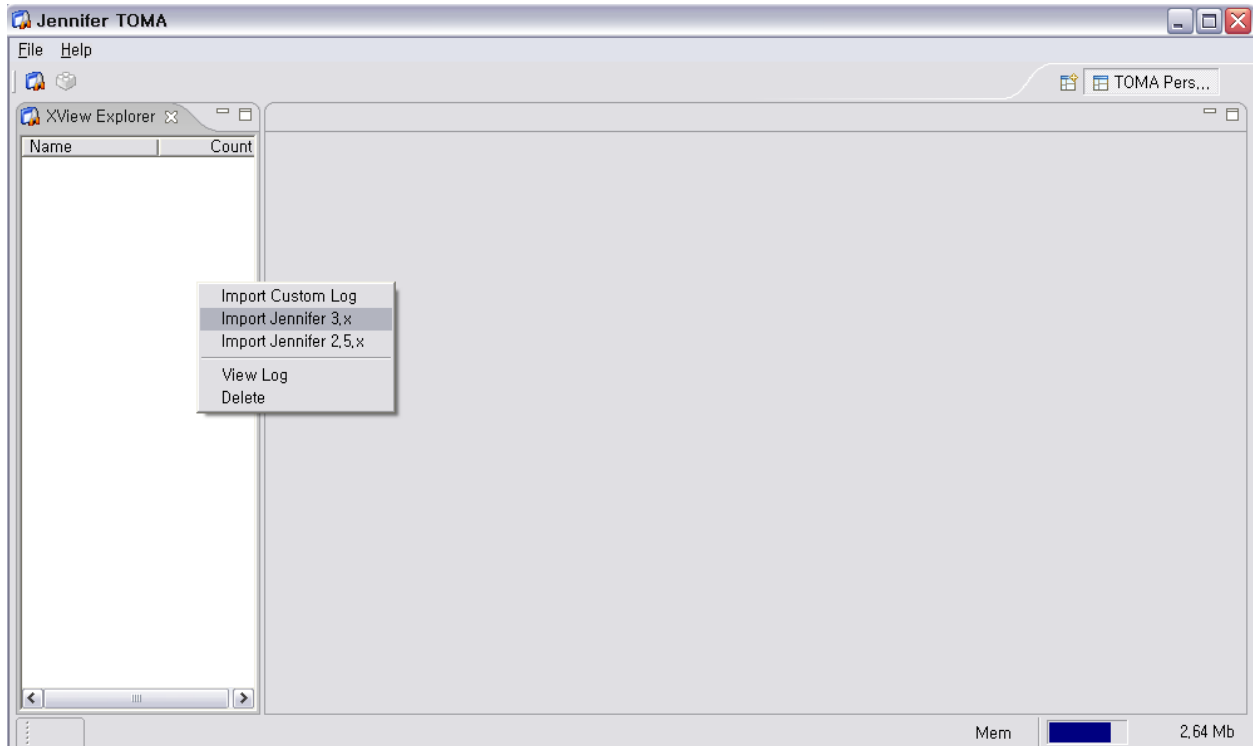 Jennifer TOMA
File Help
TOMA Pers...
XView Explorer
Name Count
Import Custom Log
Import Jennifer 3,x
Import Jennifer 2,5,x
View Log
Delete
Mem 2,64 Mb